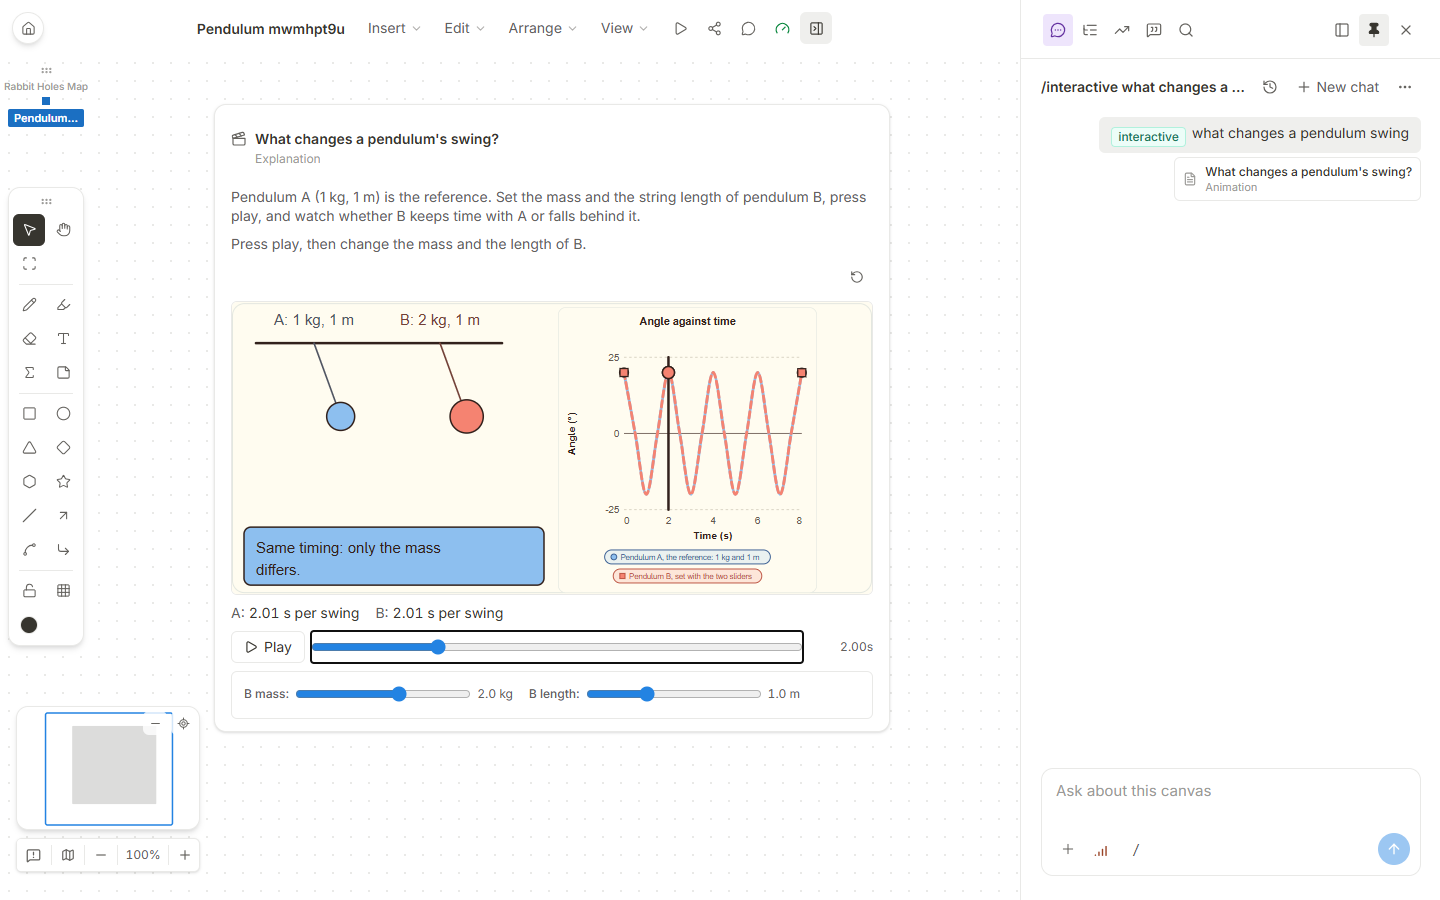 Pendulum mwmhpt9u
Insert
Edit
Arrange
View
Rabbit Holes Map
Pendulum...
What changes a pendulum's swing?
Explanation
Pendulum A (1 kg, 1 m) is the reference. Set the mass and the string length of pendulum B, press
play, and watch whether B keeps time with A or falls behind it.
Press play, then change the mass and the length of B.
A: 1 kg, 1 m
B: 2 kg, 1 m
Same timing: only the mass
differs.
Angle against time
25
0
-25
Angle (°)
0 2 4 6 8
Time (s)
Pendulum A, the reference: 1 kg and 1 m
Pendulum B, set with the two sliders
A: 2.01 s per swing B: 2.01 s per swing
Play
2.00s
B mass: 2.0 kg B length: 1.0 m
100%
/interactive what changes a ...
New chat
interactive what changes a pendulum swing
What changes a pendulum's swing?
Animation
Ask about this canvas
/